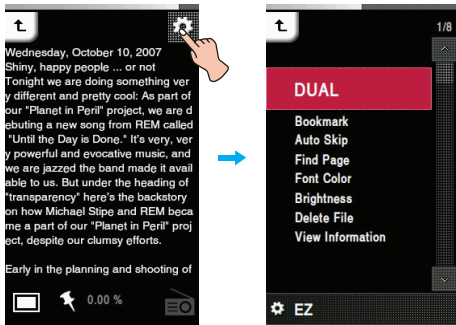 Wednesday, October 10, 2007
Shiny, happy people ... or not
Tonight we are doing something ver
y different and pretty cool: As part of
our "Planet in Peril" project, we are d
ebuting a new song from REM called
"Until the Day is Done." It's very, ver
y powerful and evocative music, and
we are jazzed the band made it avail
able to us. But under the heading of
"transparency" here's the backstory
on how Michael Stipe and REM beca
me a part of our "Planet in Peril" proj
ect, despite our clumsy efforts.
Early in the planning and shooting of
0.00 %
1/8
DUAL
Bookmark
Auto Skip
Find Page
Font Color
Brightness
Delete File
View Information
EZ